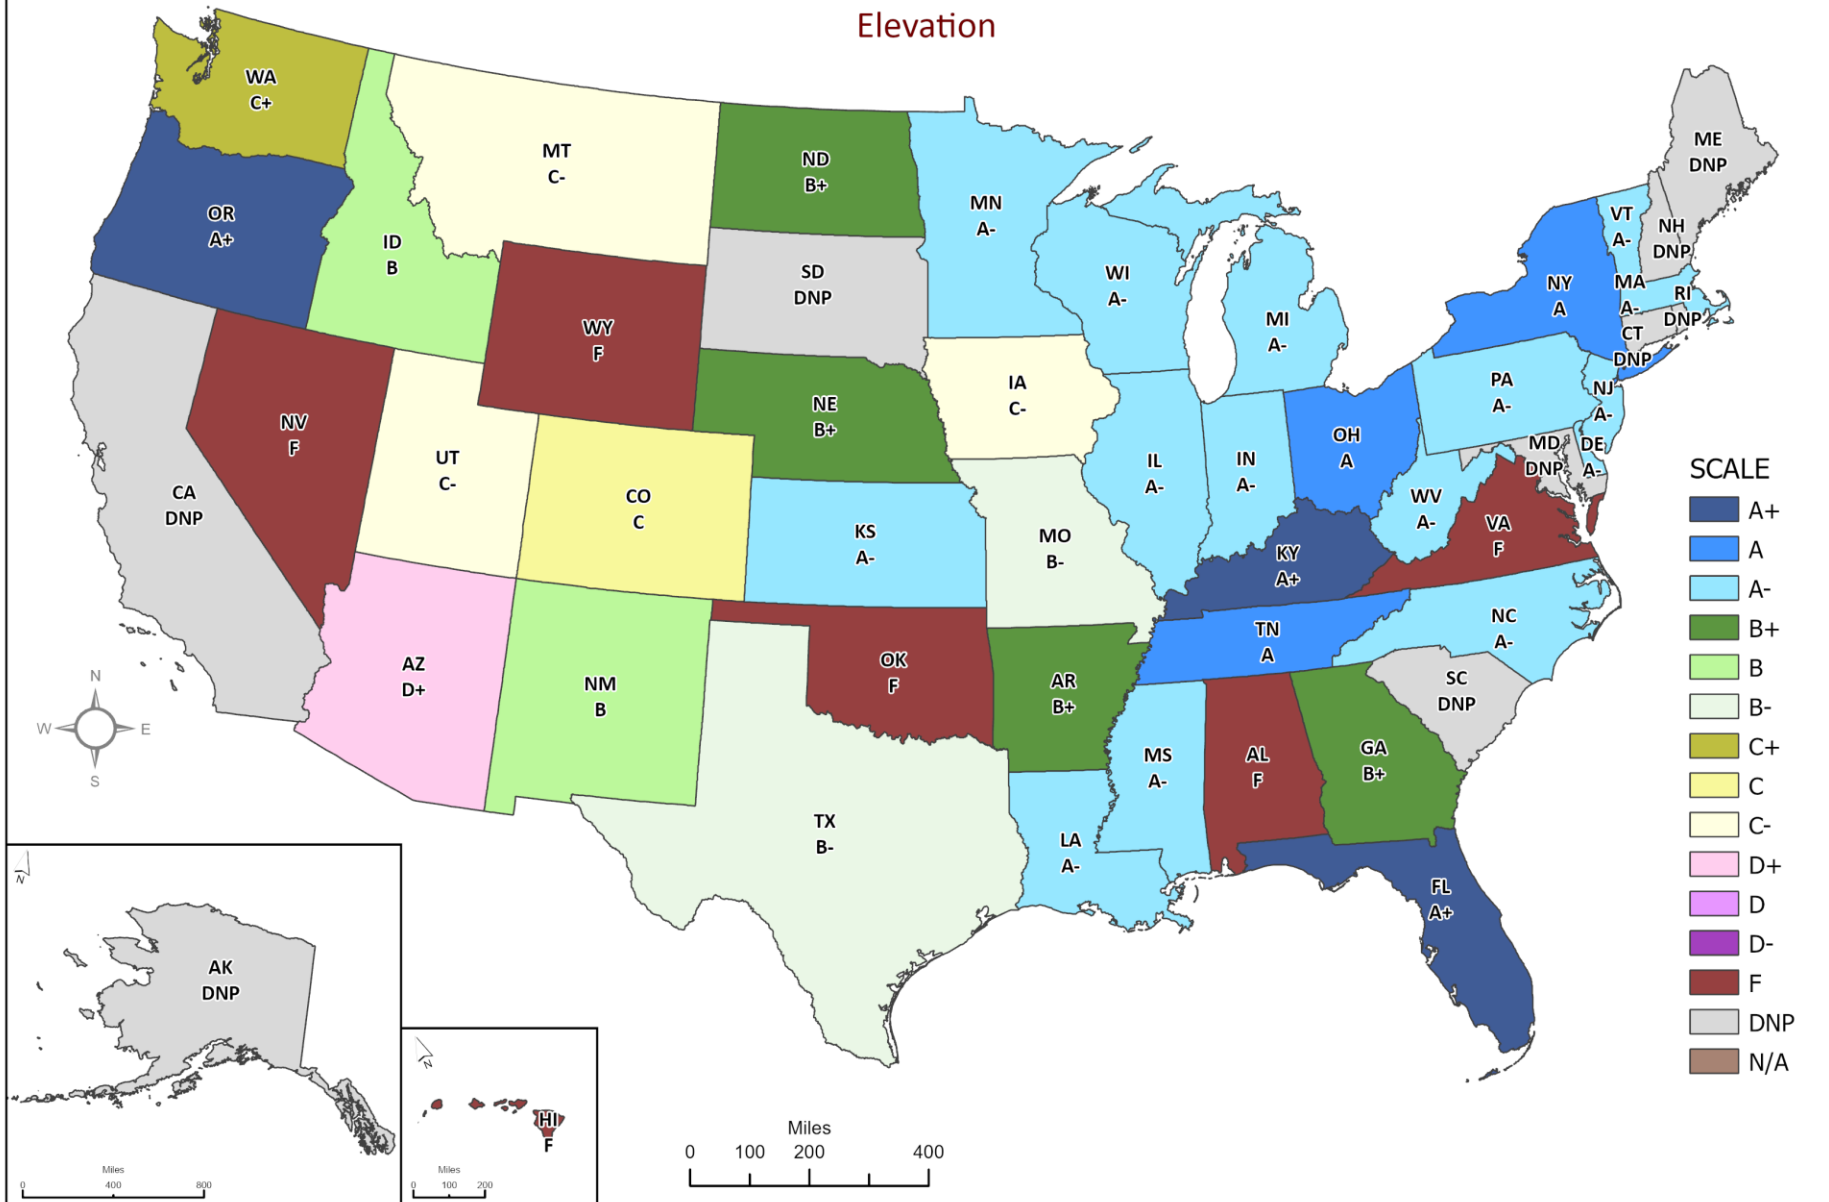 Elevation
WA
C+
MT
C-
ND
B+
MN
A-
ME
DNP
OR
A+
ID
B
SD
DNP
WI
A-
MI
A-
VT
A-
NH
DNP
NY
A
MA
A-
RI
DNP
CT
DNP
WY
F
NV
F
UT
C-
CO
C
NE
B+
IA
C-
PA
A-
NJ
A-
OH
A
MD
DNP
DE
A-
IL
A-
IN
A-
WV
A-
VA
F
CA
DNP
KS
A-
MO
B-
KY
A+
TN
A
NC
A-
AZ
D+
NM
B
OK
F
AR
B+
SC
DNP
MS
A-
AL
F
GA
B+
TX
B-
LA
A-
FL
A+
N
W
E
S
SCALE
A+
A
A-
B+
B
B-
C+
C
C-
D+
D
D-
F
DNP
N/A
N
AK
DNP
Miles
0 400 800
N
HI
F
Miles
0 100 200
Miles
0 100 200 400